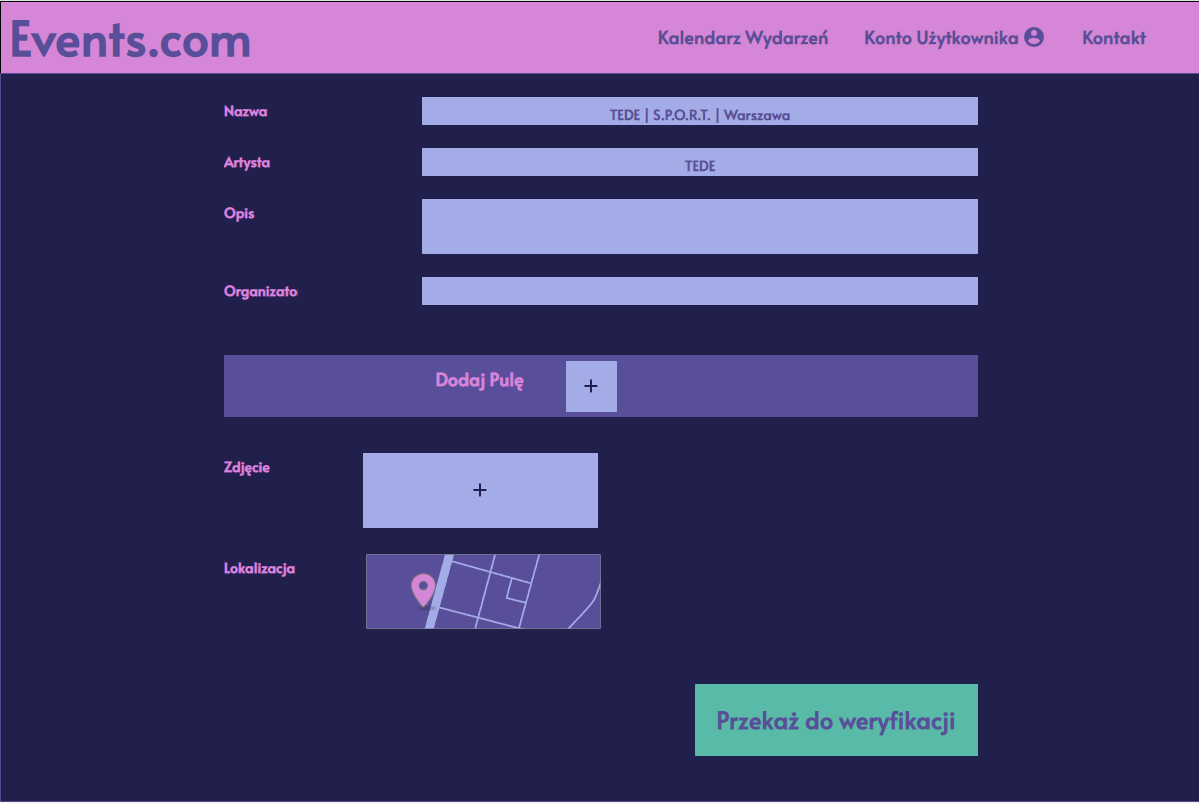 Events.com
Kalendarz Wydarzeń Konto Użytkownika Kontakt
Nazwa TEDE | S.P.O.R.T. | Warszawa
Artysta TEDE
Opis
Organizato
Dodaj Pulę +
Zdjęcie +
Lokalizacja
Przekaż do weryfikacji